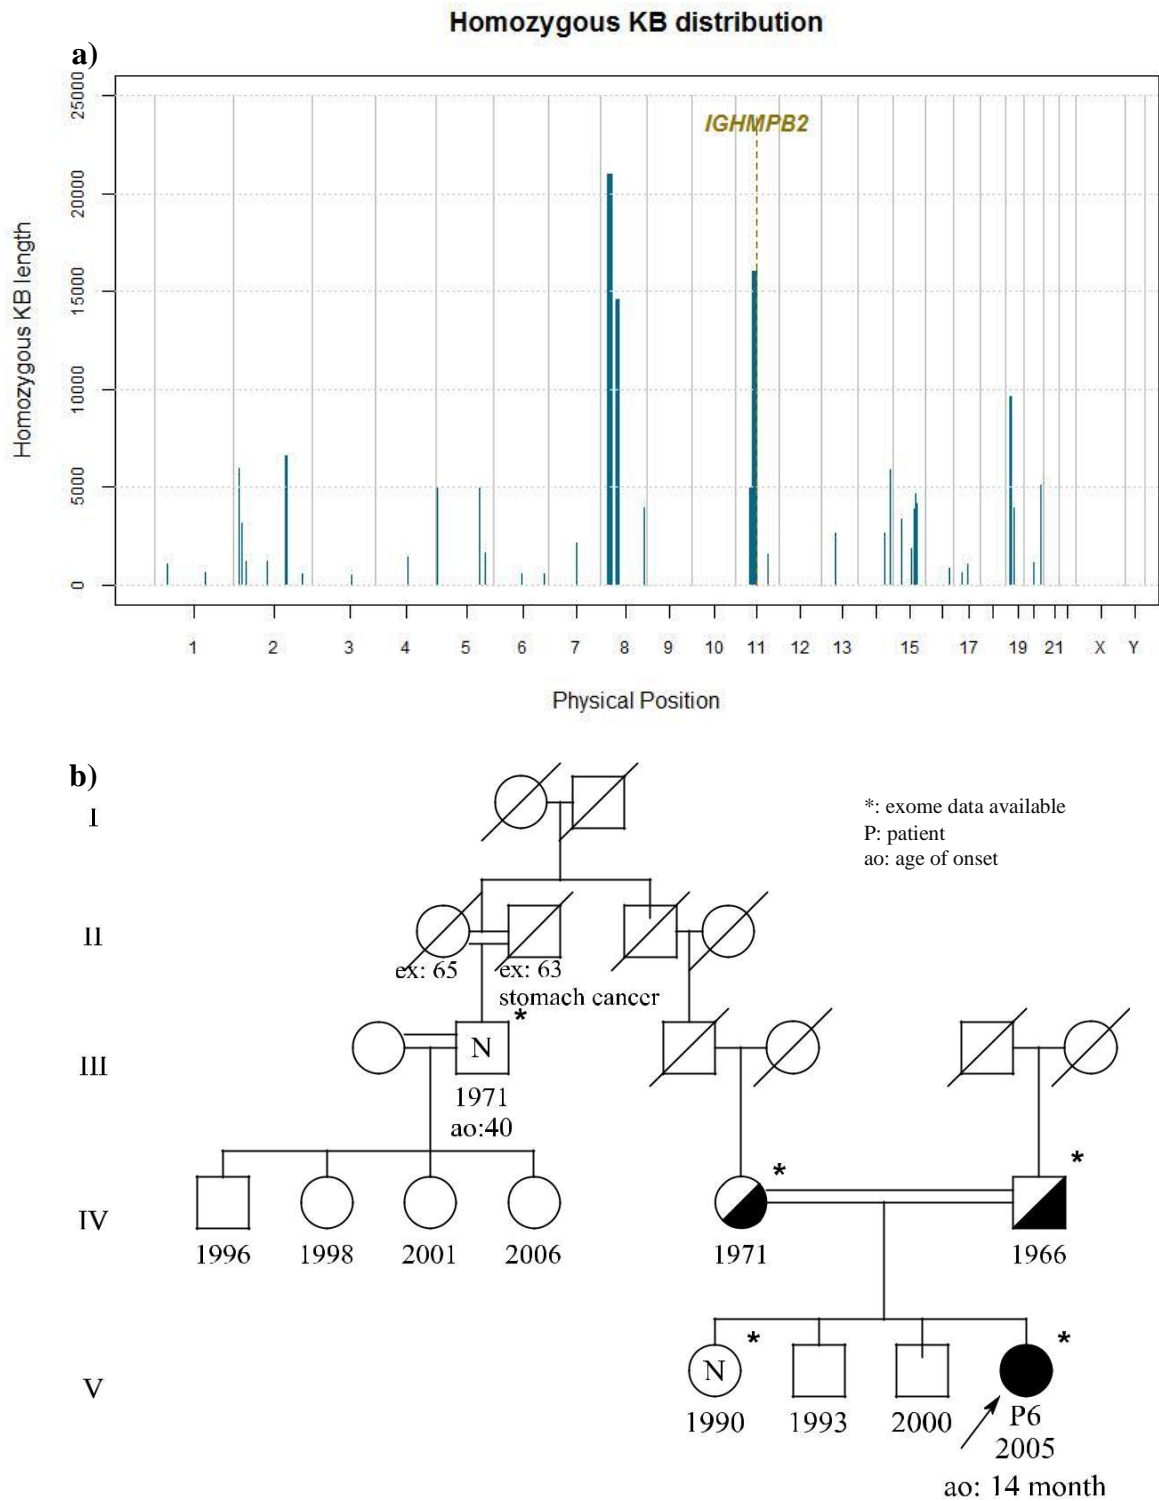 Homozygous KB distribution
a)
IGHMPB2
25000
20000
15000
10000
5000
0
Homozygous KB length
1 2 3 4 5 6 7 8 9 10 11 12 13 15 17 19 21 X Y
Physical Position
b)
*: exome data available
P: patient
ao: age of onset
I
II
ex: 65 ex: 63
stomach cancer
*
III
N
1971
ao:40
* *
IV
1996 1998 2001 2006 1971 1966
* *
V
N
1990 1993 2000 P6
2005
ao: 14 month